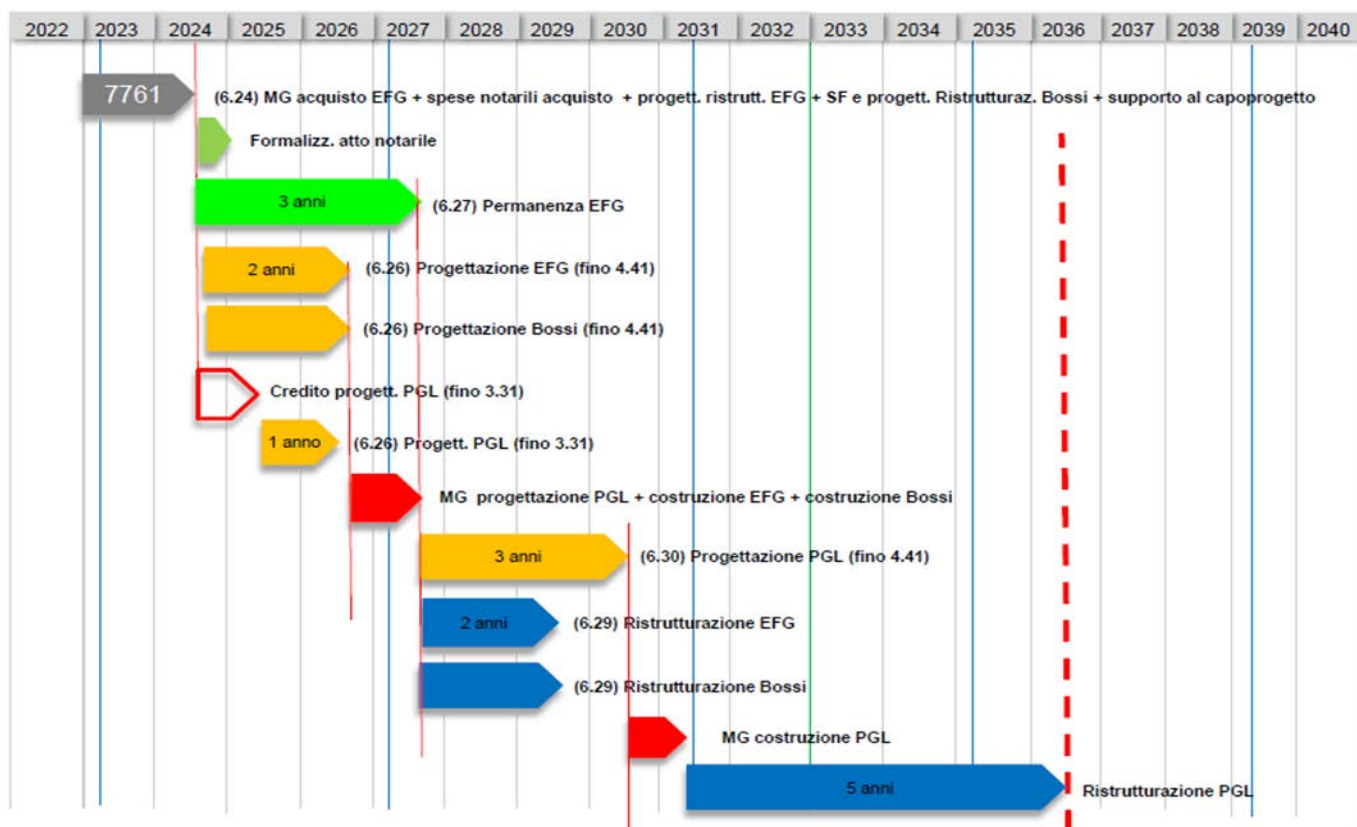 2022 2023 2024 2025 2026 2027 2028 2029 2030 2031 2032 2033 2034 2035 2036 2037 2038 2039 2040
7761 (6.24) MG acquisto EFG + spese notarili acquisto + progett. ristrutt. EFG + SF e progett. Ristrutturaz. Bossi + supporto al capoprogetto
Formalizz. atto notarile
3 anni (6.27) Permanenza EFG
2 anni (6.26) Progettazione EFG (fino 4.41)
(6.26) Progettazione Bossi (fino 4.41)
Credito progett. PGL (fino 3.31)
1 anno (6.26) Progett. PGL (fino 3.31)
MG progettazione PGL + costruzione EFG + costruzione Bossi
3 anni (6.30) Progettazione PGL (fino 4.41)
2 anni (6.29) Ristrutturazione EFG
(6.29) Ristrutturazione Bossi
MG costruzione PGL
5 anni Ristrutturazione PGL